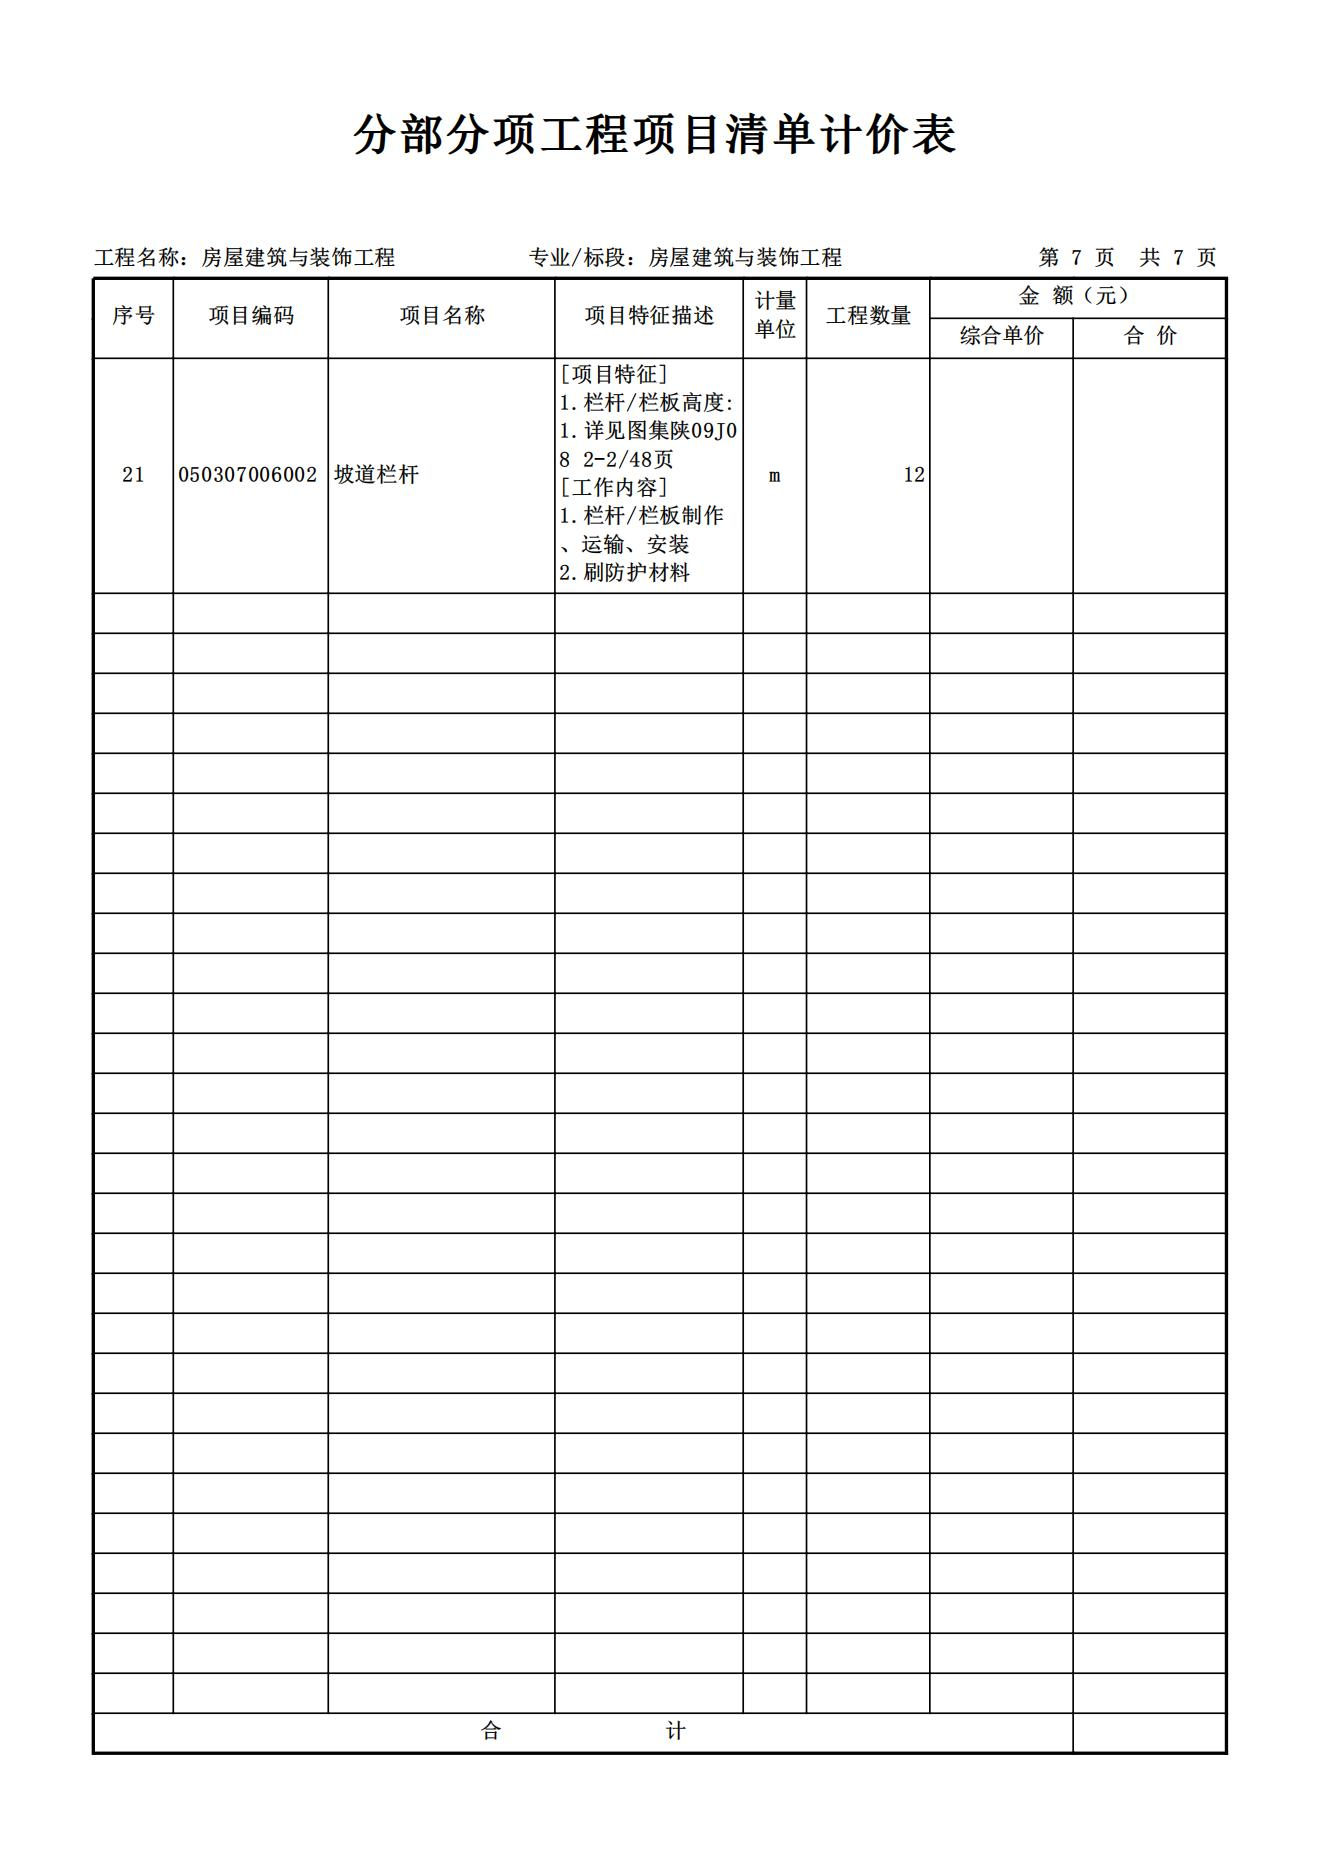 分部分项工程项目清单计价表
工程名称：房屋建筑与装饰工程 专业/标段：房屋建筑与装饰工程 第 7 页 共 7 页
序号 项目编码 项目名称 项目特征描述 计量单位 工程数量 金 额（元）
综合单价 合 价
21 050307006002 坡道栏杆
[项目特征]
1.栏杆/栏板高度:
1.详见图集陕09J0
8 2-2/48页
[工作内容]
1.栏杆/栏板制作
、运输、安装
2.刷防护材料
m 12
合 计